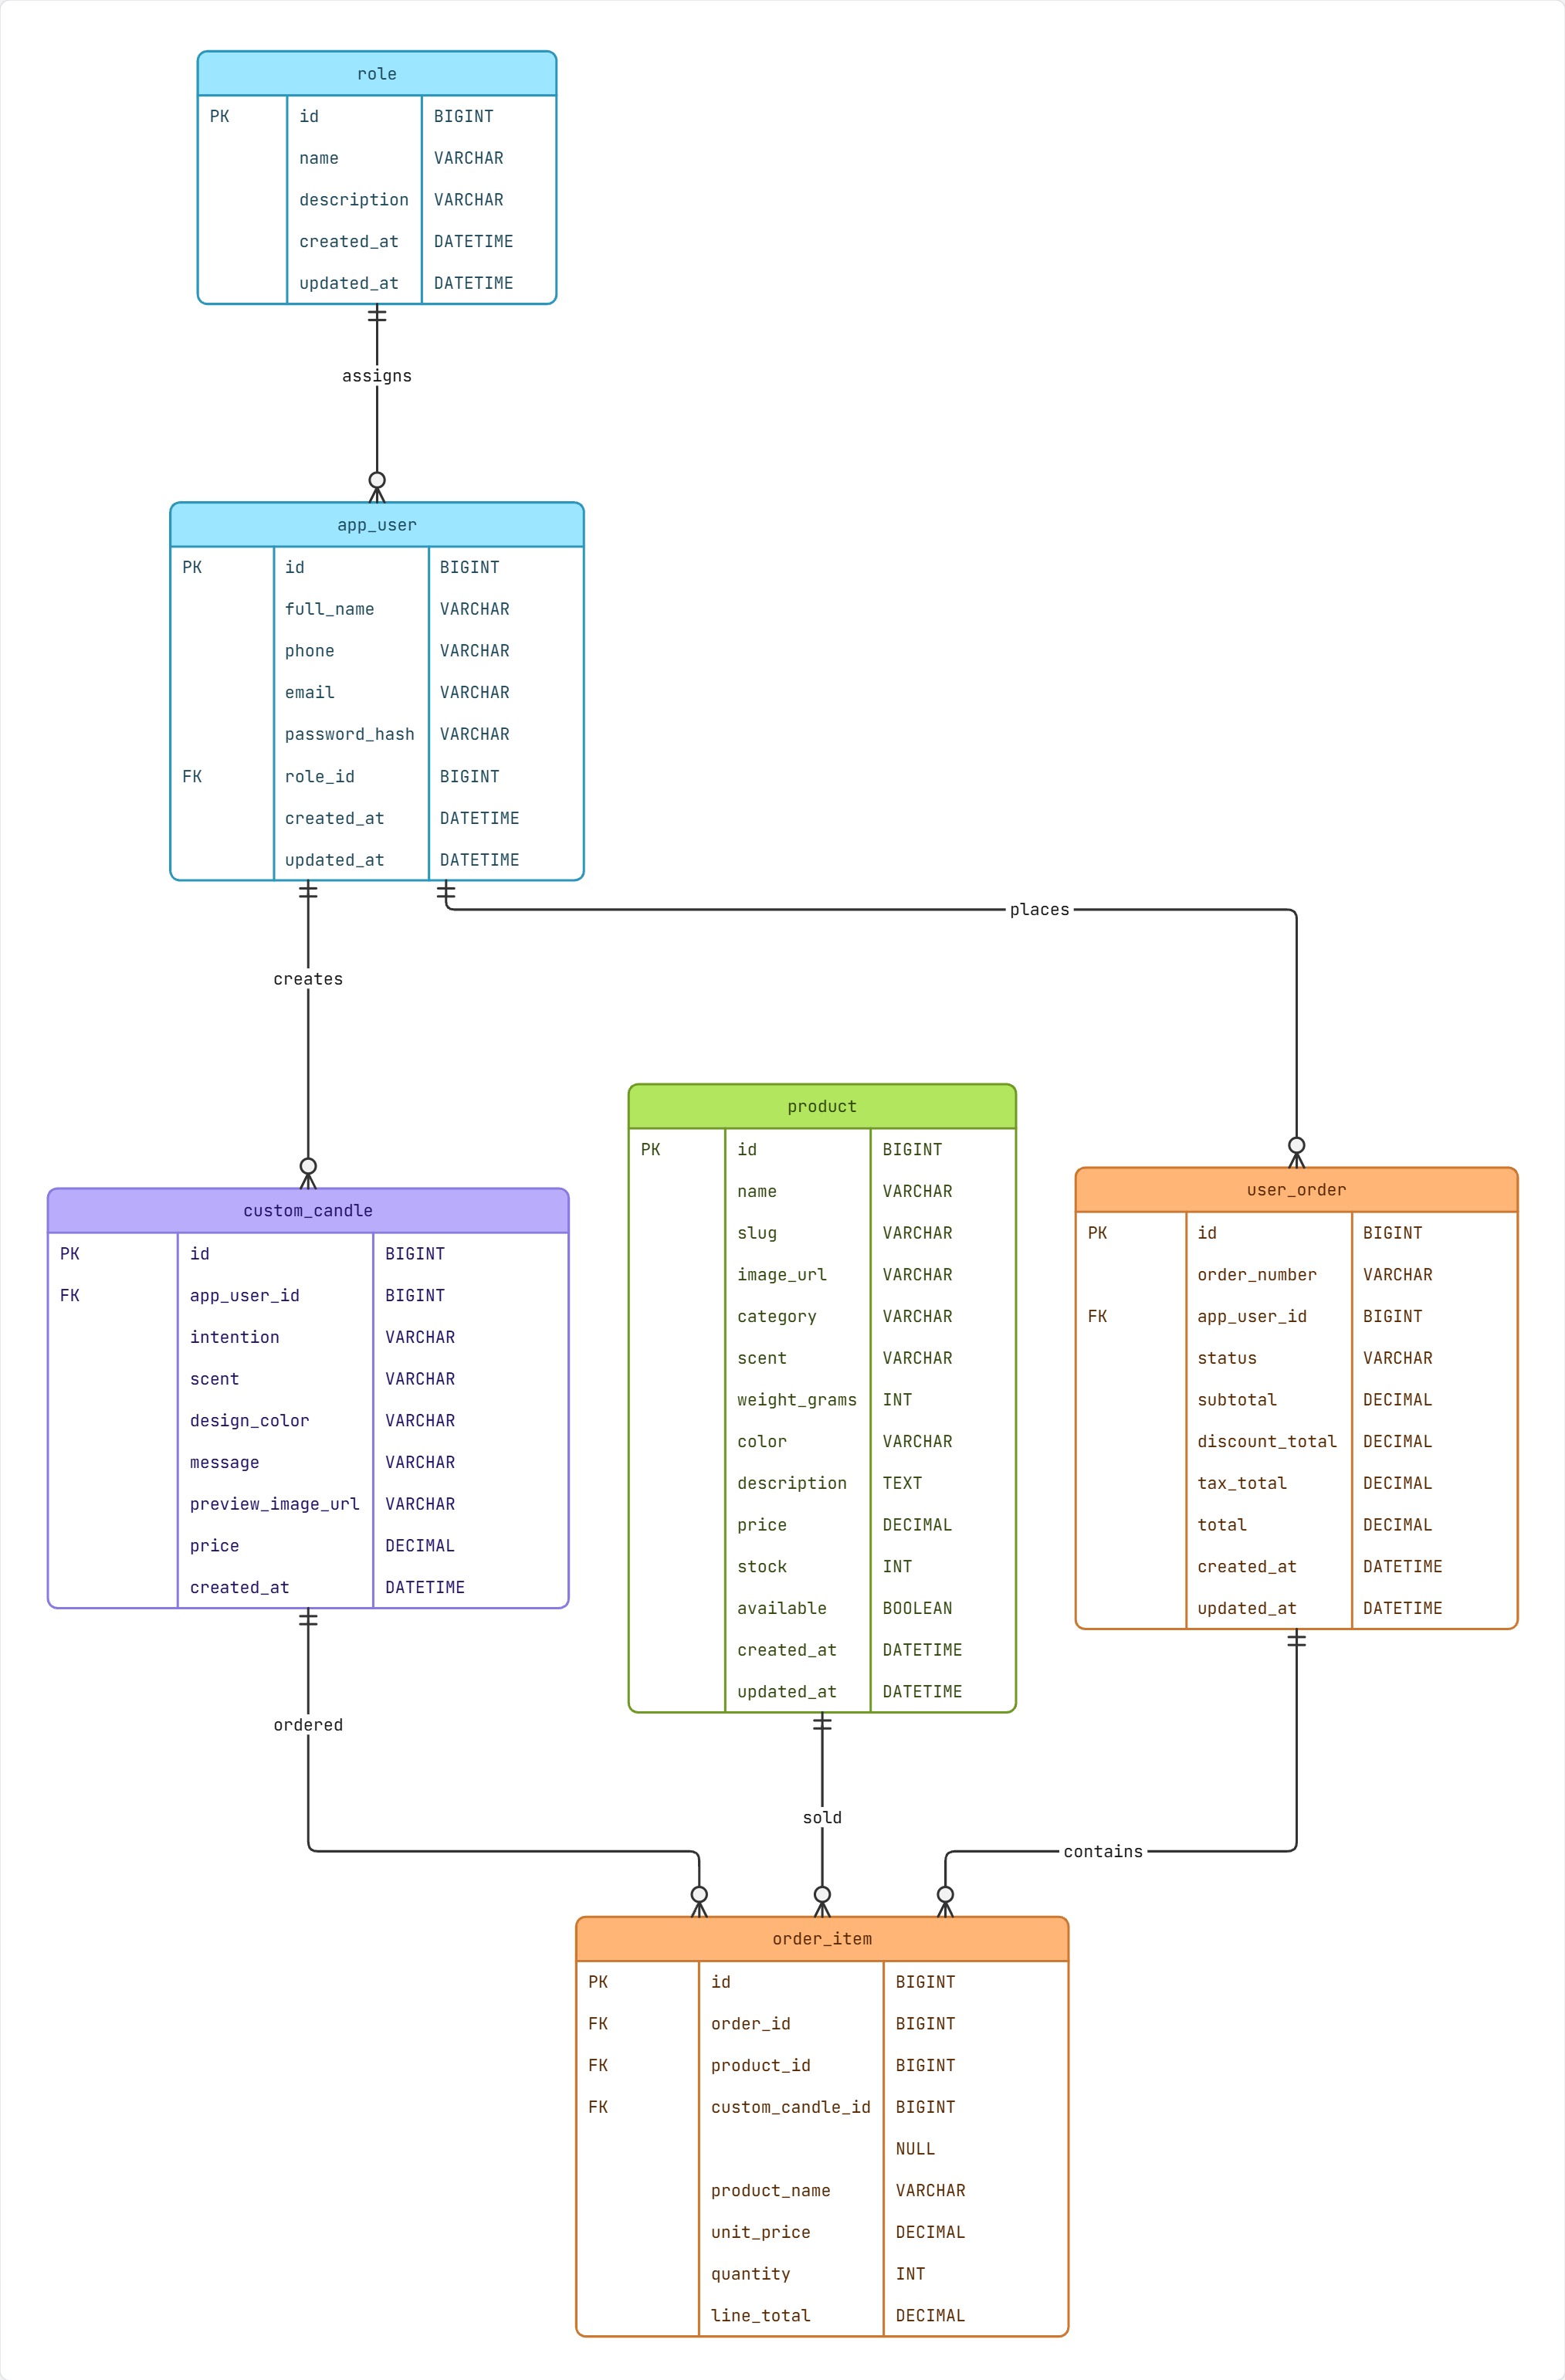 role
PK id BIGINT
name VARCHAR
description VARCHAR
created_at DATETIME
updated_at DATETIME
assigns
app_user
PK id BIGINT
full_name VARCHAR
phone VARCHAR
email VARCHAR
password_hash VARCHAR
FK role_id BIGINT
created_at DATETIME
updated_at DATETIME
places
creates
product
PK id BIGINT
name VARCHAR
slug VARCHAR
image_url VARCHAR
category VARCHAR
scent VARCHAR
weight_grams INT
color VARCHAR
description TEXT
price DECIMAL
stock INT
available BOOLEAN
created_at DATETIME
updated_at DATETIME
user_order
PK id BIGINT
order_number VARCHAR
FK app_user_id BIGINT
status VARCHAR
subtotal DECIMAL
discount_total DECIMAL
tax_total DECIMAL
total DECIMAL
created_at DATETIME
updated_at DATETIME
custom_candle
PK id BIGINT
FK app_user_id BIGINT
intention VARCHAR
scent VARCHAR
design_color VARCHAR
message VARCHAR
preview_image_url VARCHAR
price DECIMAL
created_at DATETIME
ordered
sold
contains
order_item
PK id BIGINT
FK order_id BIGINT
FK product_id BIGINT
FK custom_candle_id BIGINT
NULL
product_name VARCHAR
unit_price DECIMAL
quantity INT
line_total DECIMAL